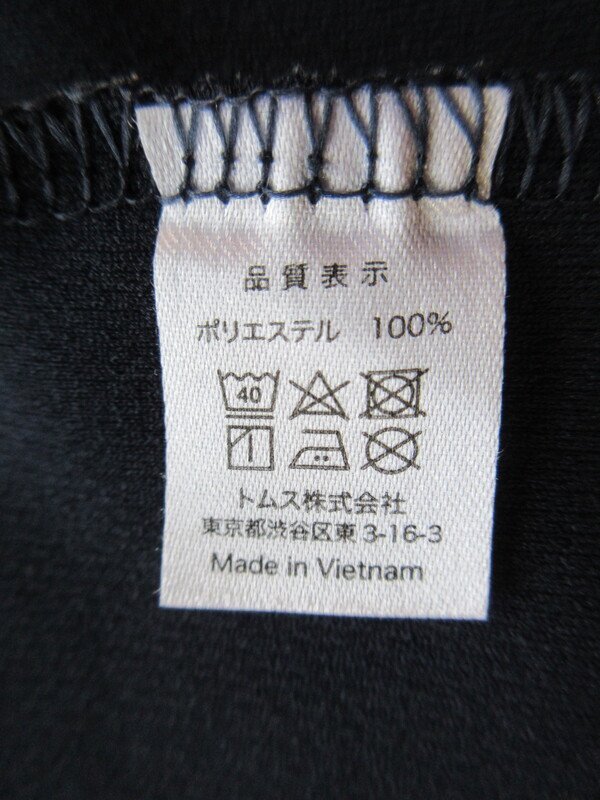 品質表示
ポリエステル 100%
40
トムス株式会社
東京都渋谷区東3-16-3
Made in Vietnam